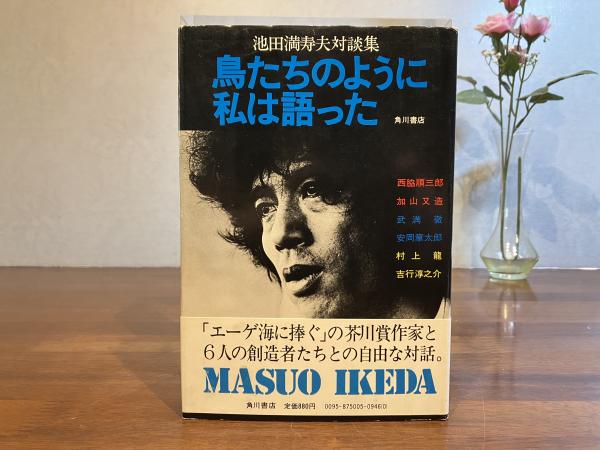 池田満寿夫対談集
鳥たちのように
私は語った
角川書店
西脇順三郎
加山又造
武満徹
安岡章太郎
村上龍
吉行淳之介
「エーゲ海に捧ぐ」の芥川賞作家と
6人の創造者たちとの自由な対話。
MASUO IKEDA
角川書店 定価880円 0095-875005-0946(0)